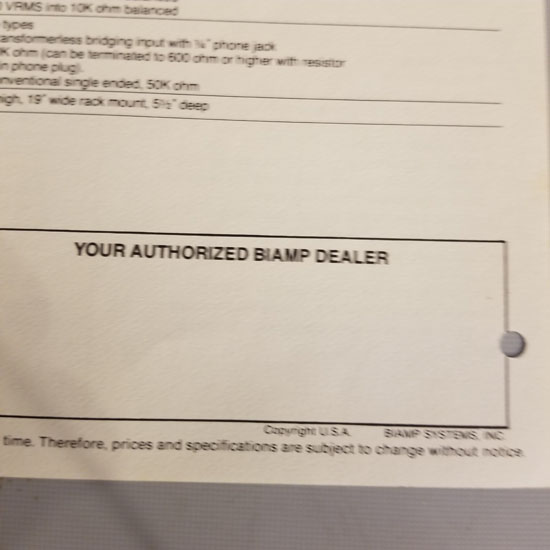 VRMS into 10K ohm balanced
types
ansformerless bridging input with ¼" phone jack
K ohm (can be terminated to 600 ohm or higher with resistor
in phone plug).
nventional single ended, 50K ohm
high, 19" wide rack mount, 5½" deep
YOUR AUTHORIZED BIAMP DEALER
Copyright U.S.A. BIAMP SYSTEMS, INC.
time. Therefore, prices and specifications are subject to change without notice.